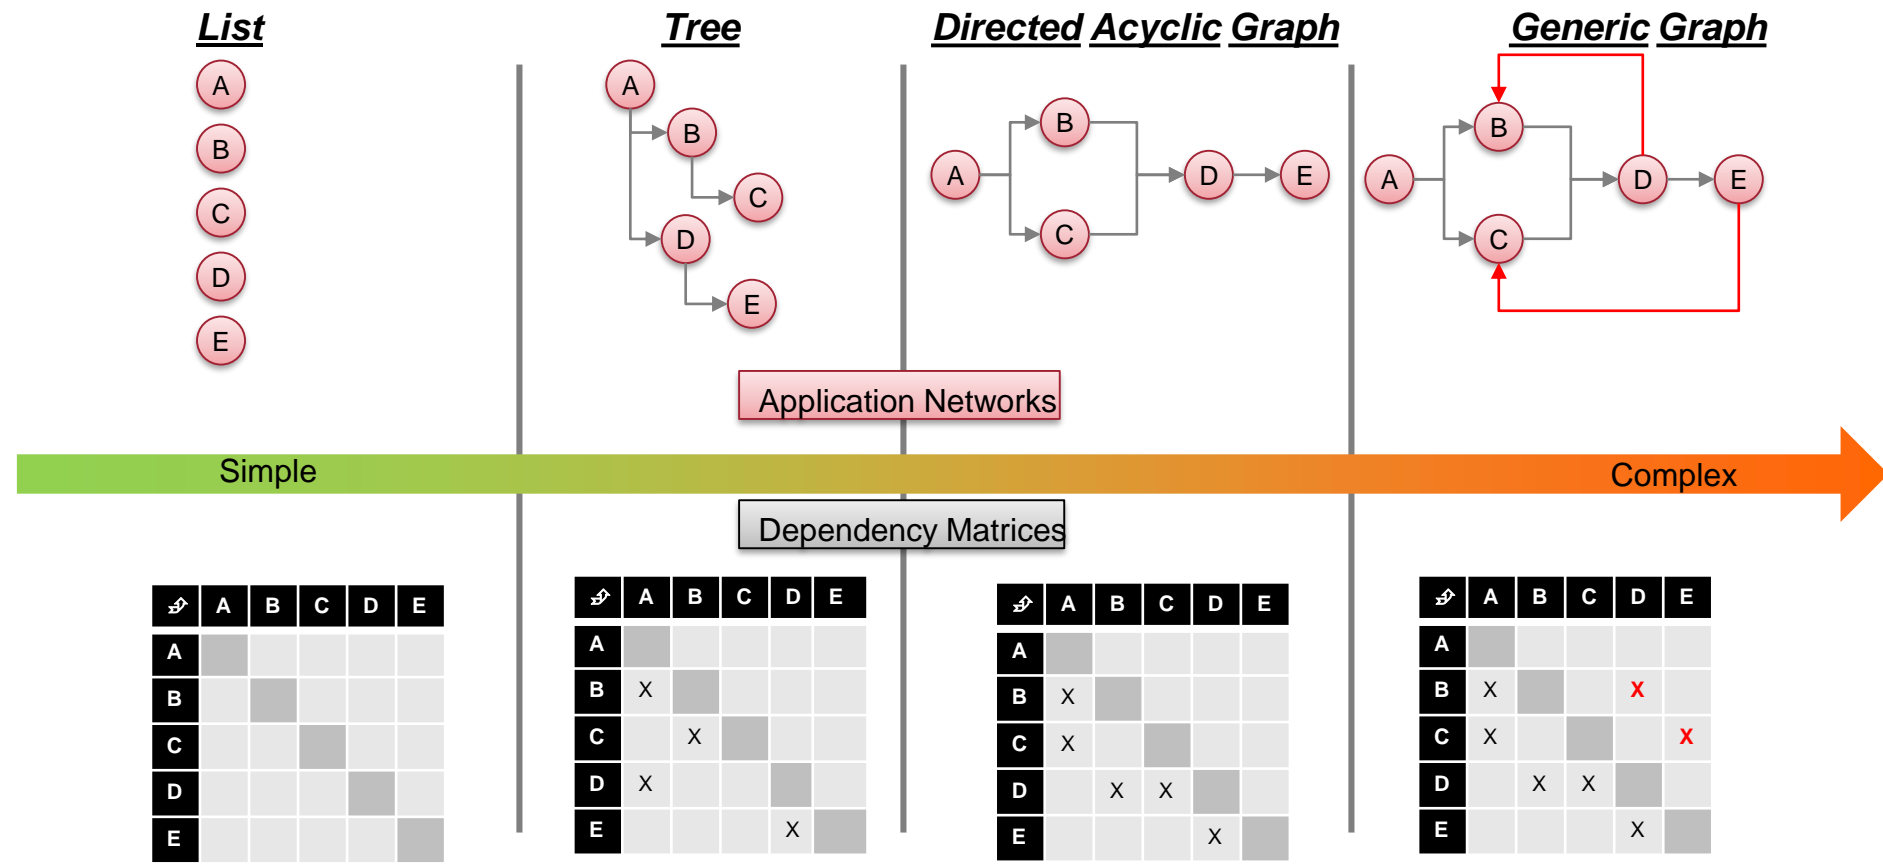 List
Tree
Directed Acyclic Graph
Generic Graph
A
B
C
D
E
A
B
C
D
E
A
B
C
D
E
A
B
C
D
E
Application Networks
Simple
Complex
Dependency Matrices
A B C D E
A
B
C
D
E
A B C D E
A
B X
C X
D X
E X
A B C D E
A
B X
C X
D X X
E X
A B C D E
A
B X X
C X X
D X X
E X